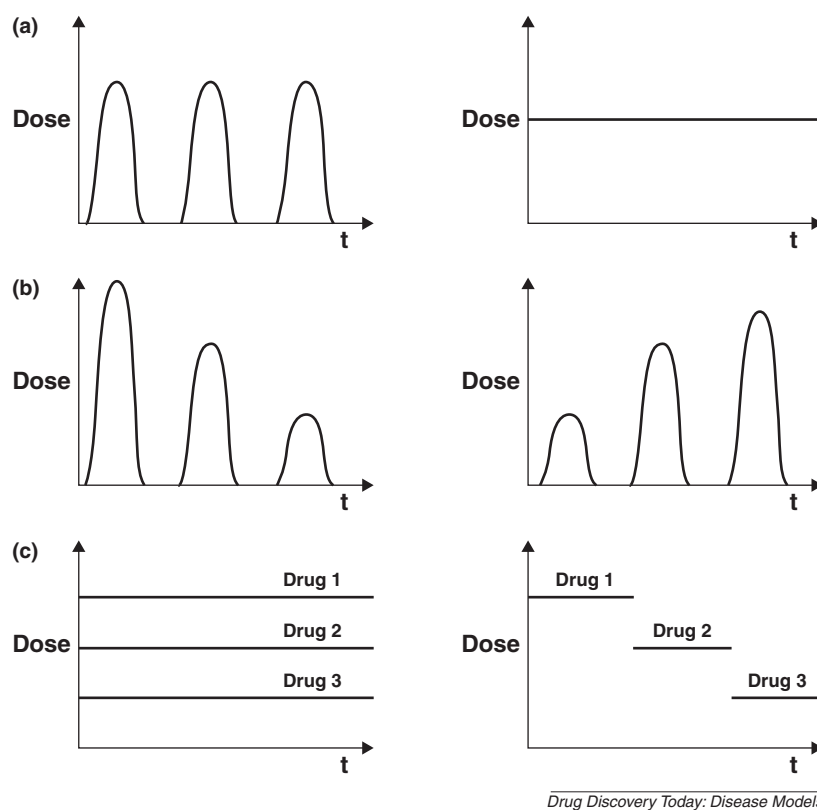 (a)
Dose
t
Dose
t
(b)
Dose
t
Dose
t
(c)
Drug 1
Drug 2
Drug 3
Dose
t
Drug 1
Drug 2
Drug 3
Dose
t
Drug Discovery Today: Disease Models